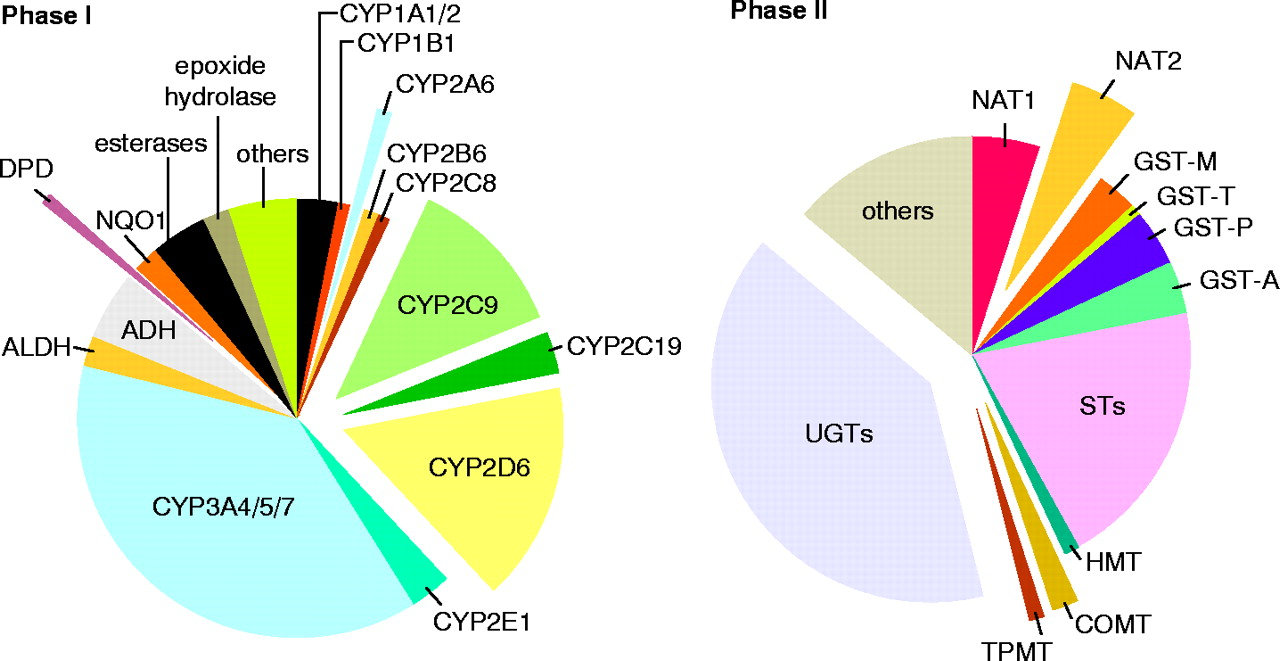 Phase I
CYP1A1/2
CYP1B1
epoxide
hydrolase
CYP2A6
esterases
others
CYP2B6
CYP2C8
DPD
NQO1
CYP2C9
ADH
ALDH
CYP2C19
CYP2D6
CYP3A4/5/7
CYP2E1
Phase II
NAT2
NAT1
GST-M
GST-T
others
GST-P
GST-A
STs
UGTs
HMT
COMT
TPMT